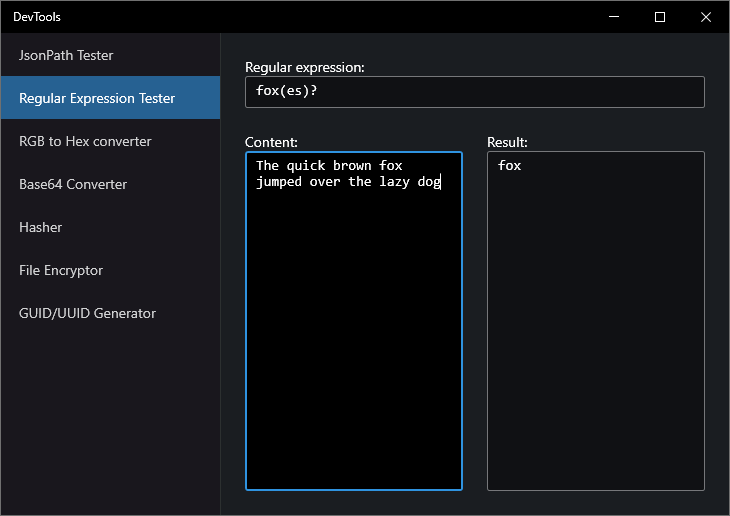 DevTools
JsonPath Tester
Regular Expression Tester
RGB to Hex converter
Base64 Converter
Hasher
File Encryptor
GUID/UUID Generator
Regular expression:
fox(es)?
Content:
The quick brown fox
jumped over the lazy dog
Result:
fox